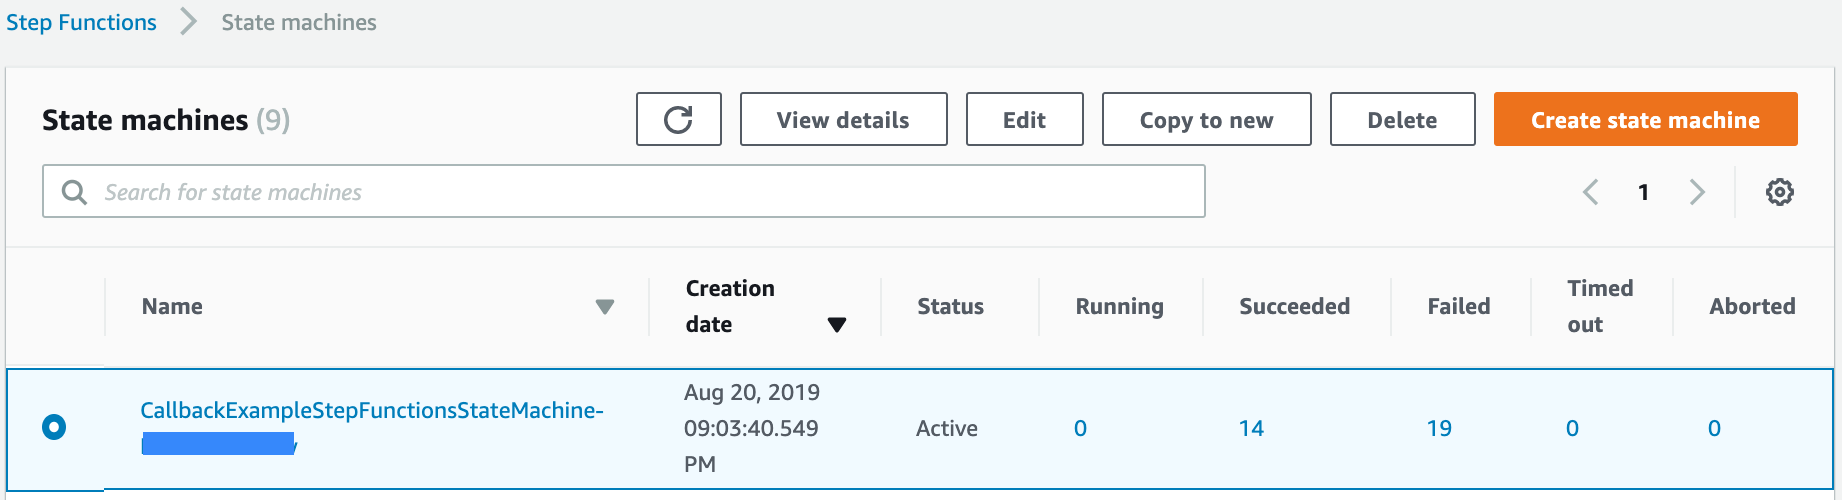 Step Functions > State machines
State machines (9)
View details
Edit
Copy to new
Delete
Create state machine
Search for state machines
1
Name
Creation
date
Status
Running
Succeeded
Failed
Timed
out
Aborted
CallbackExampleStepFunctionsStateMachine-
Aug 20, 2019
09:03:40.549
PM
Active
0
14
19
0
0